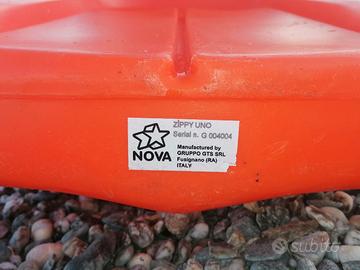 ZIPPY UNO
Serial n. G 004004
NOVA
Manufactured by
GRUPPO GTS SRL
Fusignano (RA)
ITALY
subito